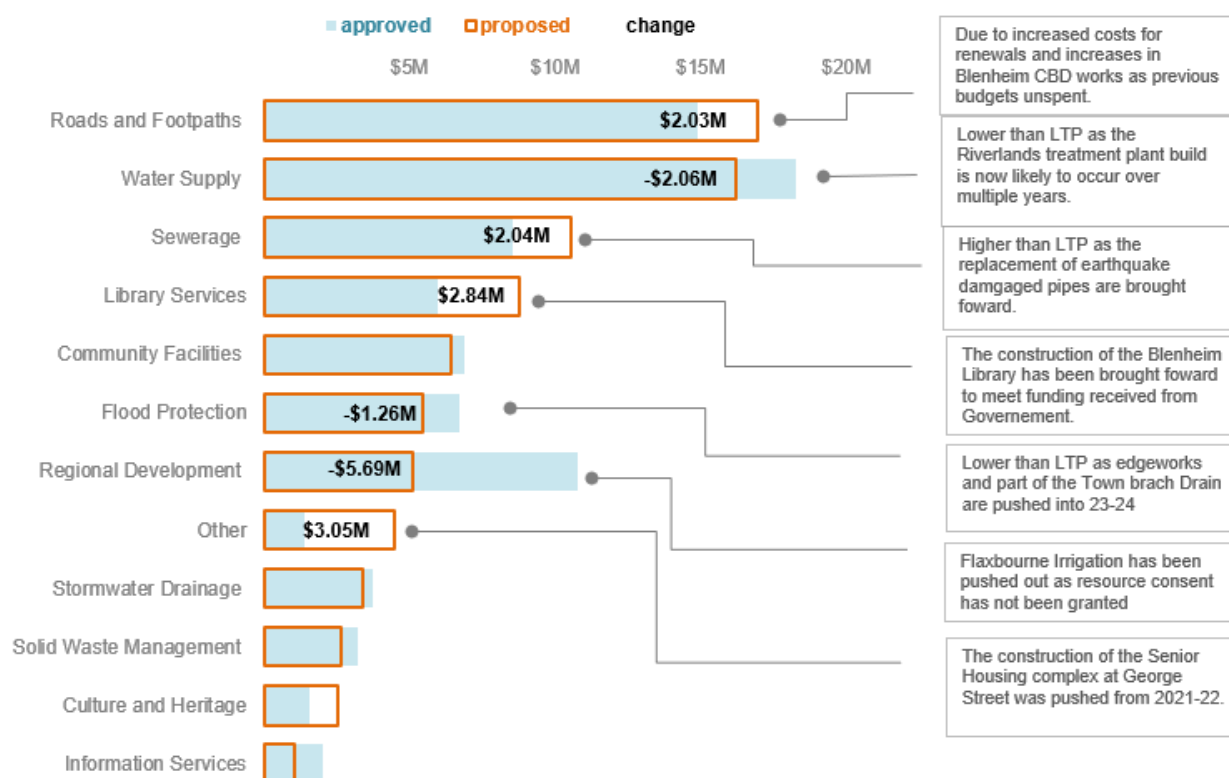 approved proposed change
$5M $10M $15M $20M
Roads and Footpaths $2.03M
Water Supply -$2.06M
Sewerage $2.04M
Library Services $2.84M
Community Facilities
Flood Protection -$1.26M
Regional Development -$5.69M
Other $3.05M
Stormwater Drainage
Solid Waste Management
Culture and Heritage
Information Services
Due to increased costs for
renewals and increases in
Blenheim CBD works as previous
budgets unspent.
Lower than LTP as the
Riverlands treatment plant build
is now likely to occur over
multiple years.
Higher than LTP as the
replacement of earthquake
damgaged pipes are brought
foward.
The construction of the Blenheim
Library has been brought foward
to meet funding received from
Governement.
Lower than LTP as edgeworks
and part of the Town brach Drain
are pushed into 23-24
Flaxbourne Irrigation has been
pushed out as resource consent
has not been granted
The construction of the Senior
Housing complex at George
Street was pushed from 2021-22.